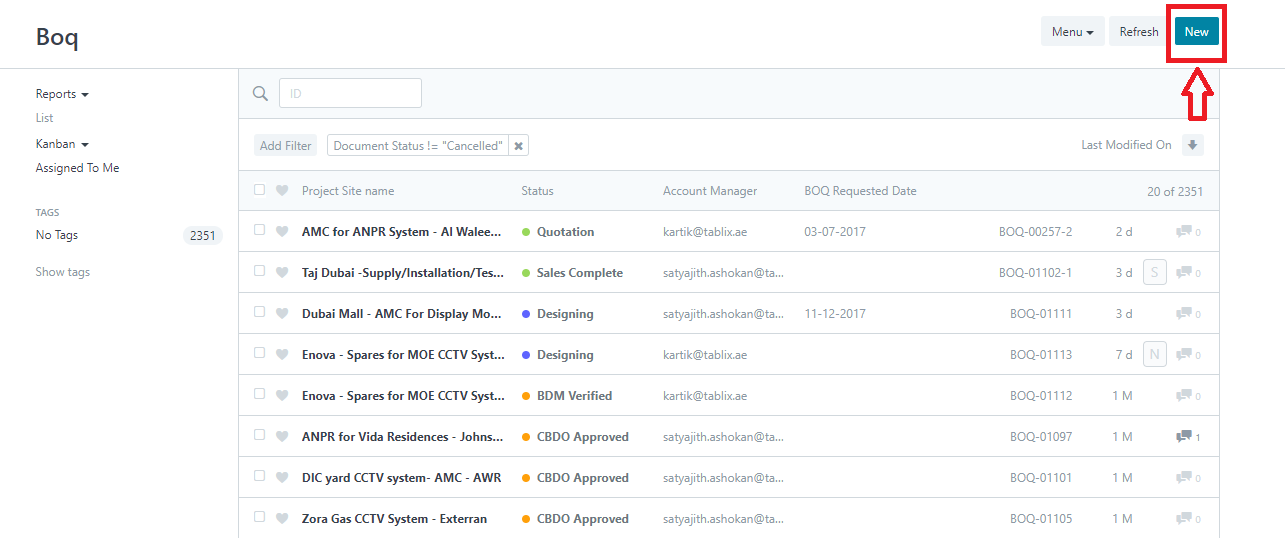 Boq
Menu
Refresh
New
Reports
List
Kanban
Assigned To Me
TAGS
No Tags 2351
Show tags
ID
Add Filter Document Status != "Cancelled" Last Modified On
Project Site name Status Account Manager BOQ Requested Date 20 of 2351
AMC for ANPR System - Al Walee... Quotation kartik@tablix.ae 03-07-2017 BOQ-00257-2 2 d 0
Taj Dubai -Supply/Installation/Tes... Sales Complete satyajith.ashokan@ta... BOQ-01102-1 3 d S 0
Dubai Mall - AMC For Display Mo... Designing satyajith.ashokan@ta... 11-12-2017 BOQ-01111 3 d 0
Enova - Spares for MOE CCTV Syst... Designing kartik@tablix.ae BOQ-01113 7 d N 0
Enova - Spares for MOE CCTV Syst... BDM Verified kartik@tablix.ae BOQ-01112 1 M 0
ANPR for Vida Residences - Johns... CBDO Approved satyajith.ashokan@ta... BOQ-01097 1 M 1
DIC yard CCTV system- AMC - AWR CBDO Approved satyajith.ashokan@ta... BOQ-01101 1 M 0
Zora Gas CCTV System - Exterran CBDO Approved satyajith.ashokan@ta... BOQ-01105 1 M 0